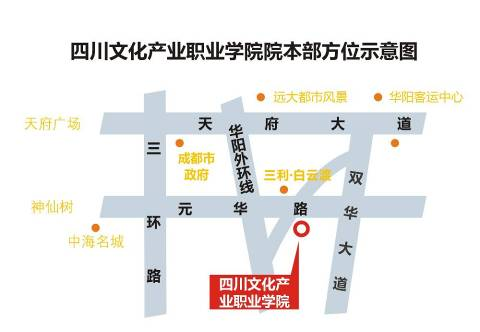 四川文化产业职业学院院本部方位示意图
远大都市风景
华阳客运中心
天府广场
天府大道
三环路
华阳外环线
成都市
政府
三利·白云渡
双华大道
神仙树
元华路
中海名城
四川文化产
业职业学院